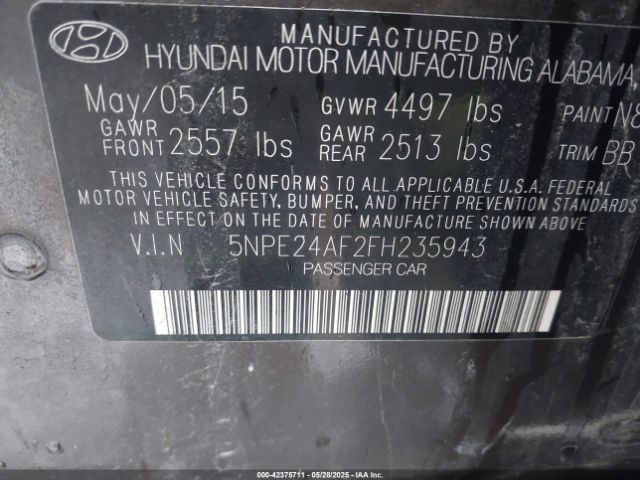 MANUFACTURED BY
HYUNDAI MOTOR MANUFACTURING ALABAMA
May/05/15 GVWR 4497 lbs PAINT N8
GAWR FRONT 2557 lbs GAWR REAR 2513 lbs TRIM BB
THIS VEHICLE CONFORMS TO ALL APPLICABLE U.S.A. FEDERAL
MOTOR VEHICLE SAFETY, BUMPER, AND THEFT PREVENTION STANDARDS
IN EFFECT ON THE DATE OF MANUFACTURE SHOWN ABOVE
V.I.N 5NPE24AF2FH235943
PASSENGER CAR
000-42375711 - 05/28/2025 - IAA Inc.